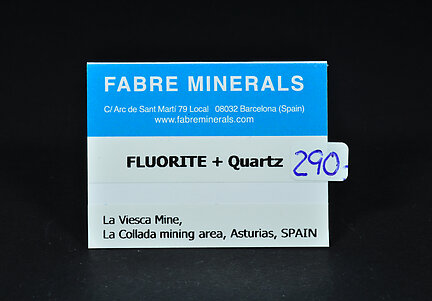 FABRE MINERALS
C/ Arc de Sant Martí 79 Local 08032 Barcelona (Spain)
www.fabreminerals.com
FLUORITE + Quartz 290.-
La Viesca Mine,
La Collada mining area, Asturias, SPAIN